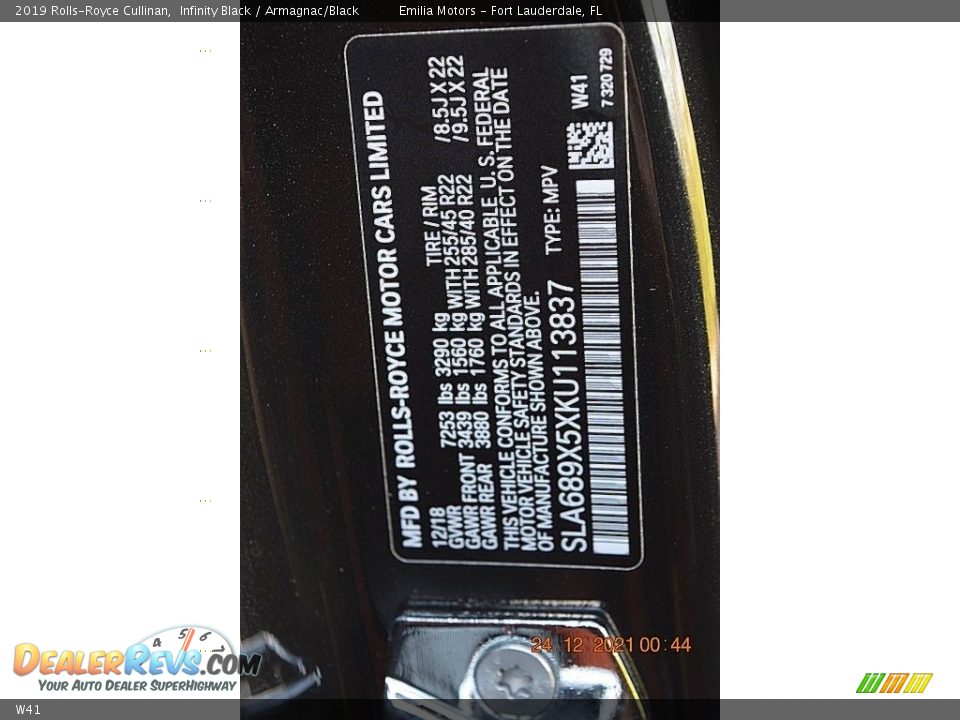 2019 Rolls-Royce Cullinan, Infinity Black / Armagnac/Black Emilia Motors - Fort Lauderdale, FL
MFD BY ROLLS-ROYCE MOTOR CARS LIMITED
12/18 TIRE / RIM
GVWR 7253 lbs 3290 kg
GAWR FRONT 3439 lbs 1560 kg WITH 255/45 R22 /8.5J X 22
GAWR REAR 3880 lbs 1760 kg WITH 285/40 R22 /9.5J X 22
THIS VEHICLE CONFORMS TO ALL APPLICABLE U. S. FEDERAL
MOTOR VEHICLE SAFETY STANDARDS IN EFFECT ON THE DATE
OF MANUFACTURE SHOWN ABOVE.
SLA689X5XKU113837 TYPE: MPV
W41
7 320 729
24 12 2021 00:44
DEALERREVS.COM
YOUR AUTO DEALER SUPERHIGHWAY
4 5 6 7
W41